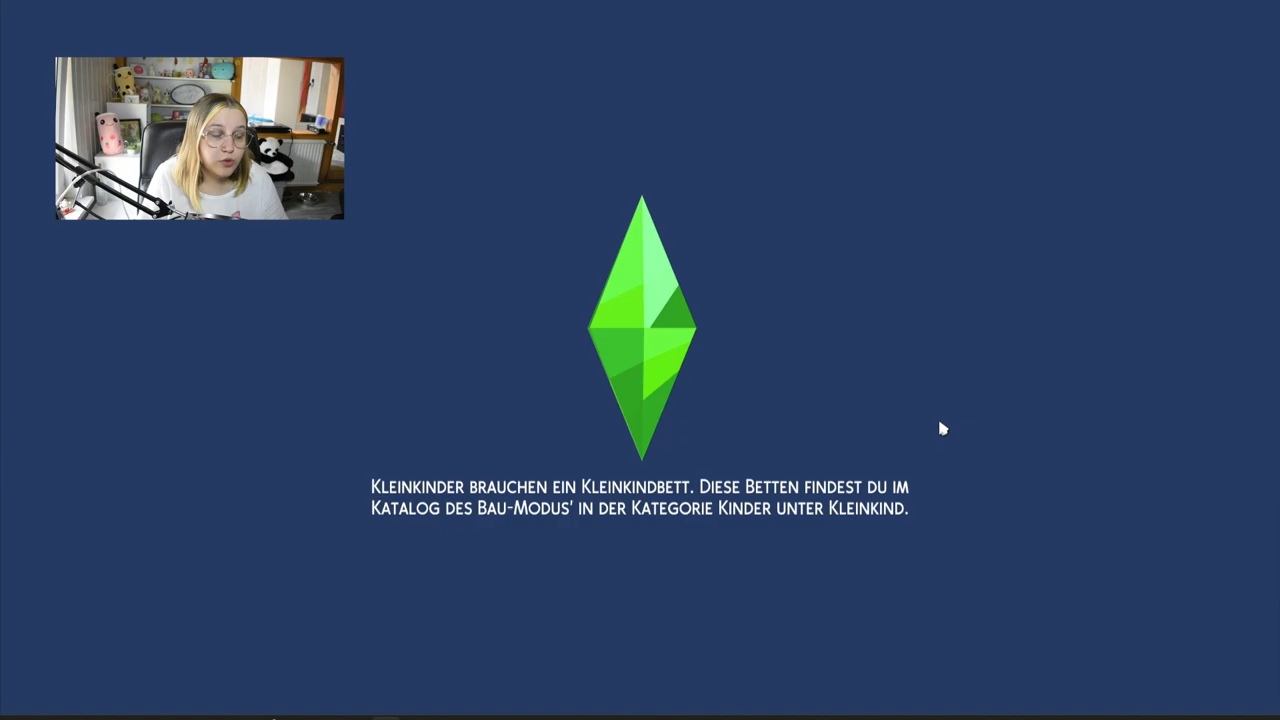 Kleinkinder brauchen ein Kleinkindbett. Diese Betten findest du im
Katalog des Bau-Modus' in der Kategorie Kinder unter Kleinkind.